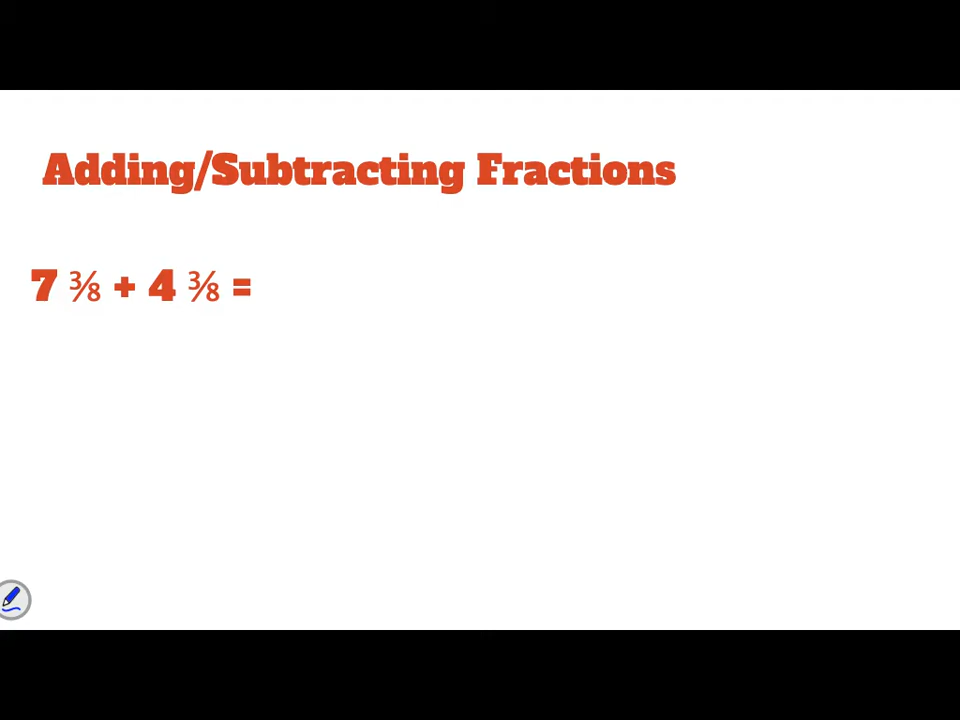 Adding/Subtracting Fractions
7 ⅜ + 4 ⅜ =